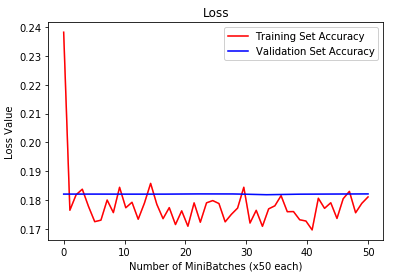 Loss
Training Set Accuracy
Validation Set Accuracy
Loss Value
0.24
0.23
0.22
0.21
0.20
0.19
0.18
0.17
0 10 20 30 40 50
Number of MiniBatches (x50 each)